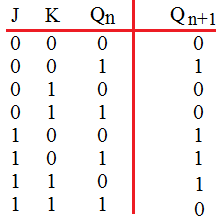 J K Qn Qn+1
0 0 0 0
0 0 1 1
0 1 0 0
0 1 1 0
1 0 0 1
1 0 1 1
1 1 0 1
1 1 1 0